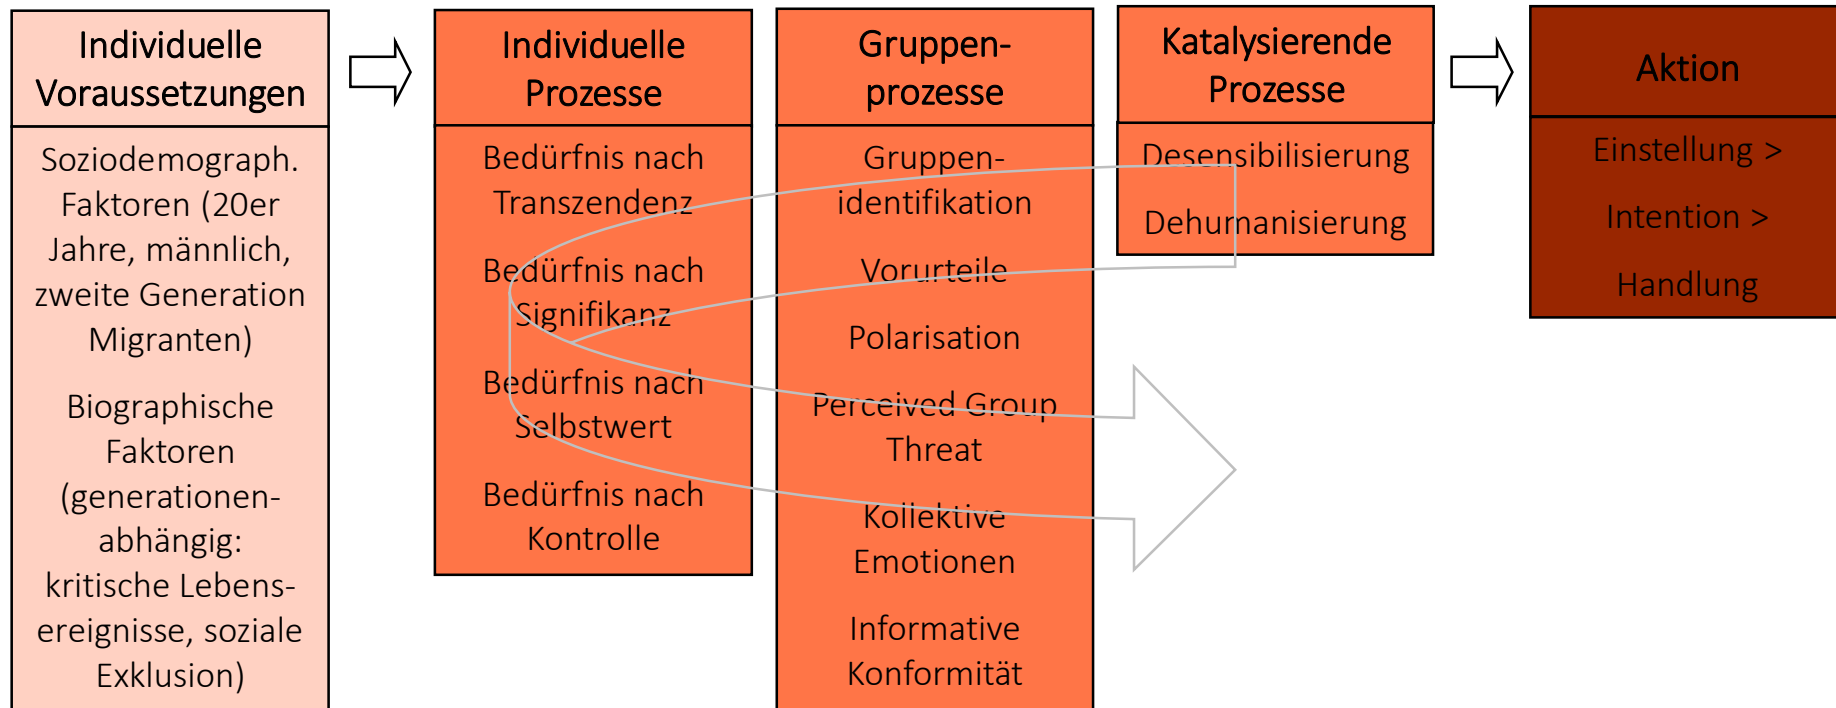 Individuelle
Voraussetzungen
Soziodemograph.
Faktoren (20er
Jahre, männlich,
zweite Generation
Migranten)
Biographische
Faktoren
(generationen-
abhängig:
kritische Lebens-
ereignisse, soziale
Exklusion)
Individuelle
Prozesse
Bedürfnis nach
Transzendenz
Bedürfnis nach
Signifikanz
Bedürfnis nach
Selbstwert
Bedürfnis nach
Kontrolle
Gruppen-
prozesse
Gruppen-
identifikation
Vorurteile
Polarisation
Perceived Group
Threat
Kollektive
Emotionen
Informative
Konformität
Katalysierende
Prozesse
Desensibilisierung
Dehumanisierung
Aktion
Einstellung >
Intention >
Handlung